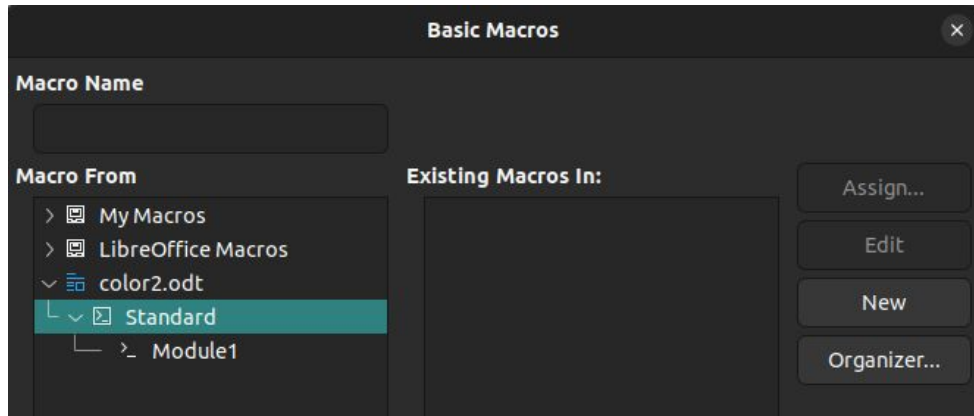 Basic Macros
Macro Name
Macro From
My Macros
LibreOffice Macros
color2.odt
Standard
Module1
Existing Macros In:
Assign...
Edit
New
Organizer...